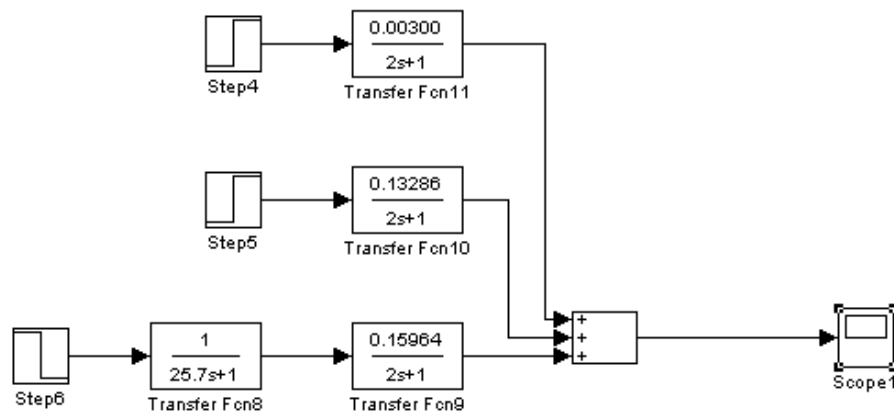 0.00300
2s+1
Step4
Transfer Fcn11
0.13286
2s+1
Step5
Transfer Fcn10
+
+
+
1
25.7s+1
0.15964
2s+1
Step6
Transfer Fcn8
Transfer Fcn9
Scope1